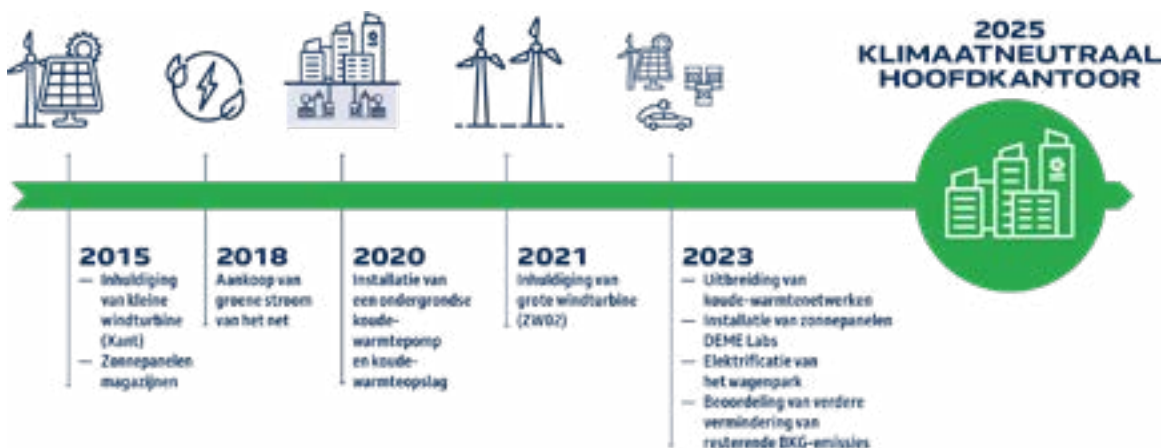 2025
KLIMAATNEUTRAAL
HOOFDKANTOOR
2015
— Inhuldiging
van kleine
windturbine
(Xant)
— Zonnepanelen
magazijnen
2018
Aankoop van
groene stroom
van het net
2020
Installatie van
een ondergrondse
koude-
warmtepomp
en koude-
warmteopslag
2021
Inhuldiging van
grote windturbine
(ZW02)
2023
— Uitbreiding van
koude-warmtenetwerken
— Installatie van zonnepanelen
DEME Labs
— Elektrificatie van
het wagenpark
— Beoordeling van verdere
vermindering van
resterende BKG-emissies